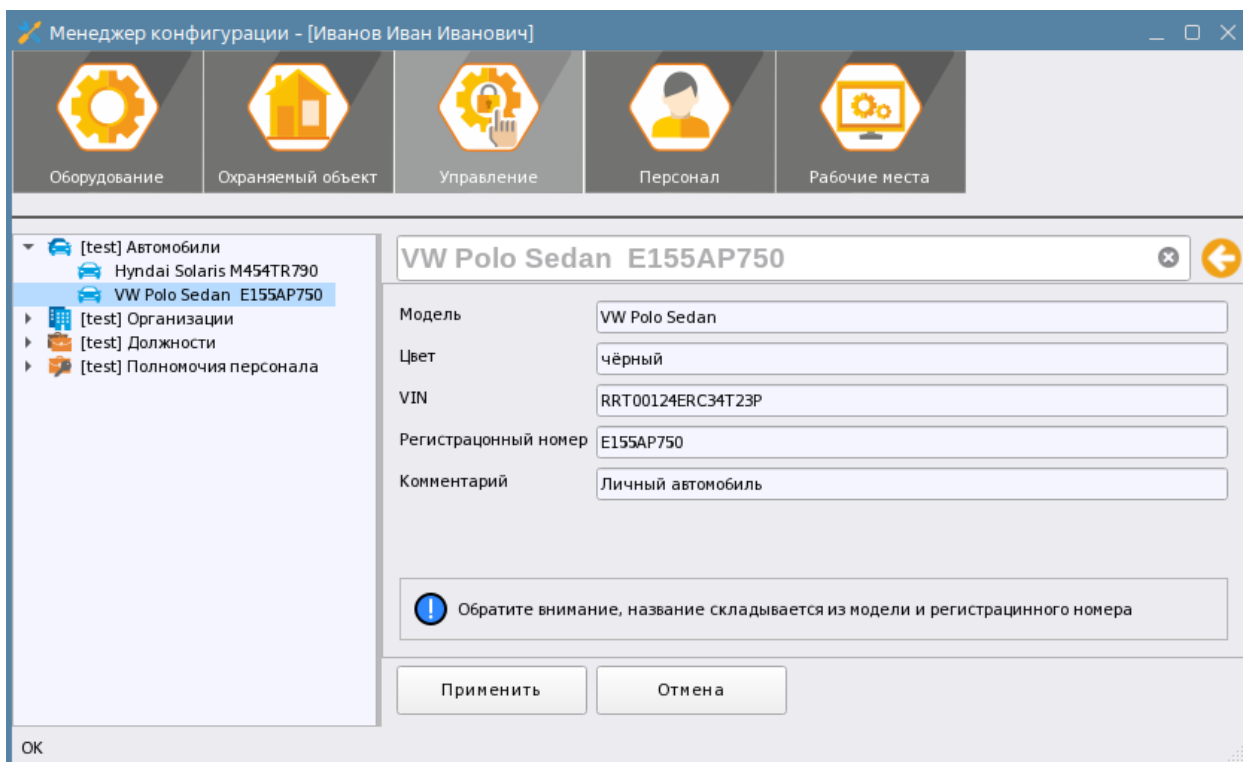 Менеджер конфигурации - [Иванов Иван Иванович]
Оборудование
Охраняемый объект
Управление
Персонал
Рабочие места
[test] Автомобили
Hyndai Solaris M454TR790
VW Polo Sedan E155AP750
[test] Организации
[test] Должности
[test] Полномочия персонала
VW Polo Sedan E155AP750
Модель VW Polo Sedan
Цвет чёрный
VIN RRT00124ERC34T23P
Регистрацонный номер E155AP750
Комментарий Личный автомобиль
Обратите внимание, название складывается из модели и регистрацинного номера
Применить Отмена
OK